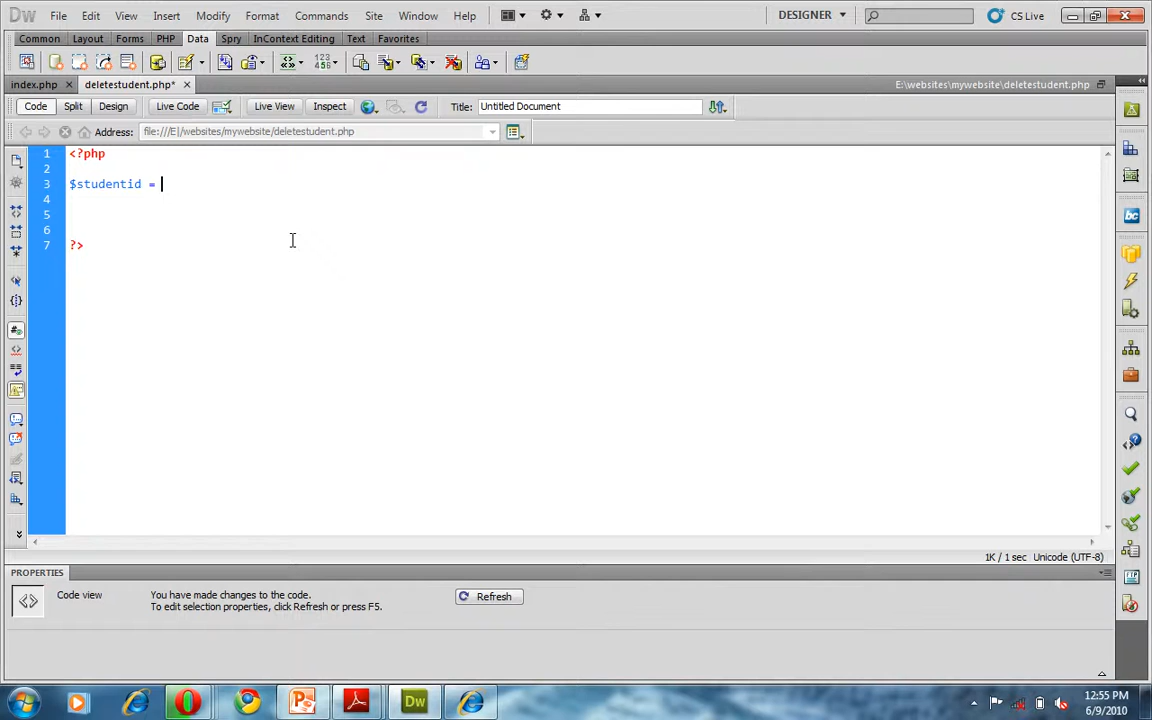 Dw File Edit View Insert Modify Format Commands Site Window Help DESIGNER CS Live
Common Layout Forms PHP Data Spry InContext Editing Text Favorites
index.php deletestudent.php* E:\websites\mywebsite\deletestudent.php
Code Split Design Live Code Live View Inspect Title: Untitled Document
Address: file:///E|/websites/mywebsite/deletestudent.php
1 <?php
2
3 $studentid =
4
5
6
7 ?>
1K / 1 sec Unicode (UTF-8)
PROPERTIES
Code view You have made changes to the code. Refresh
To edit selection properties, click Refresh or press F5.
Dw 12:55 PM
6/9/2010